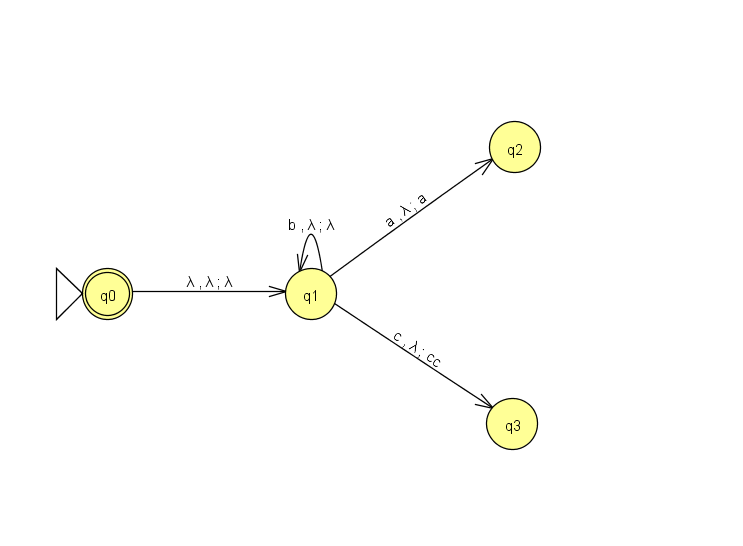 q2
a , λ ; a
b , λ ; λ
λ , λ ; λ
q0
q1
c , λ ; cc
q3